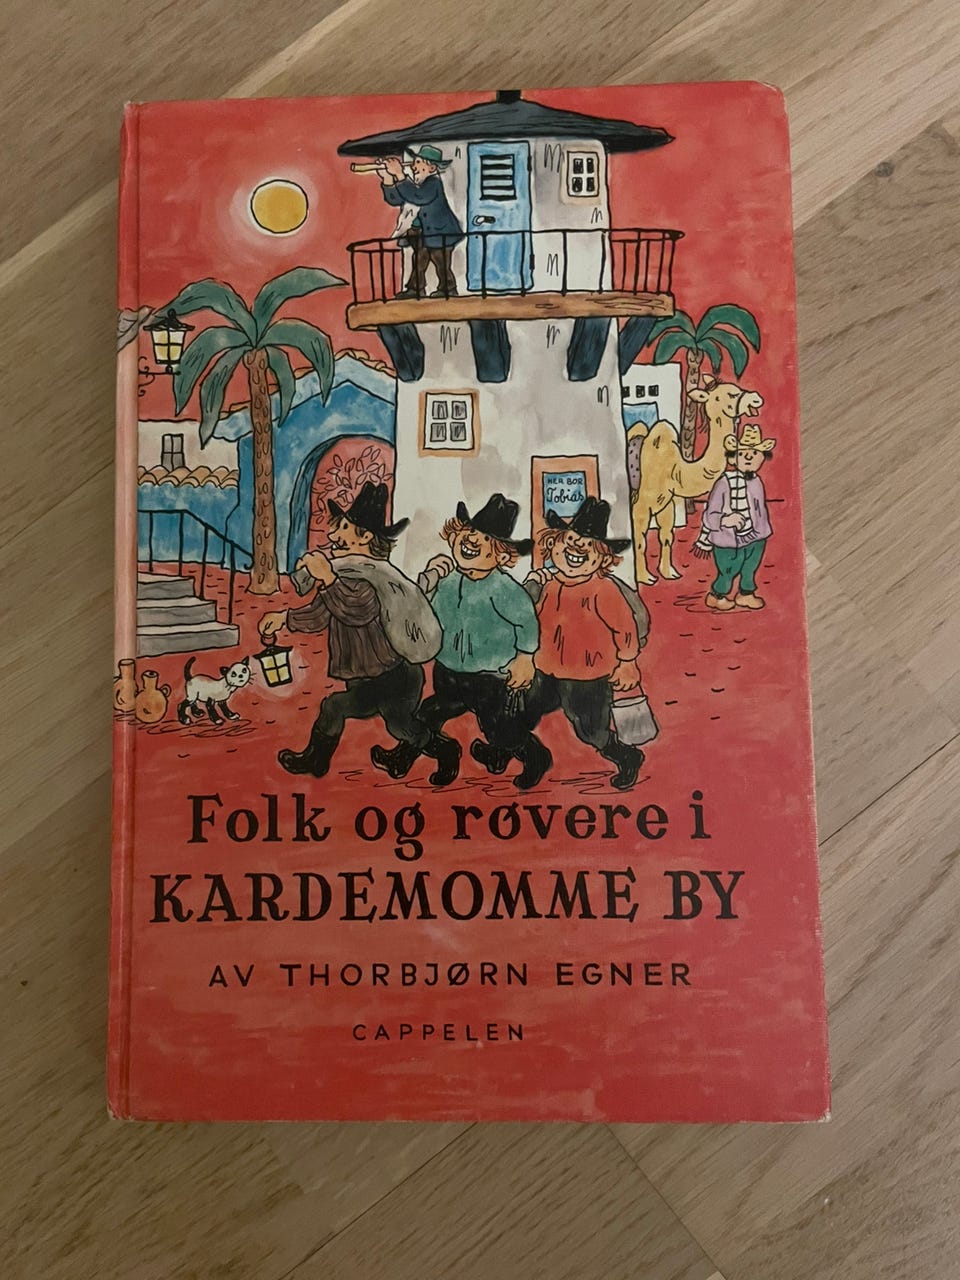 HER BOR
Tobias
Folk og røvere i
KARDEMOMME BY
AV THORBJØRN EGNER
CAPPELEN